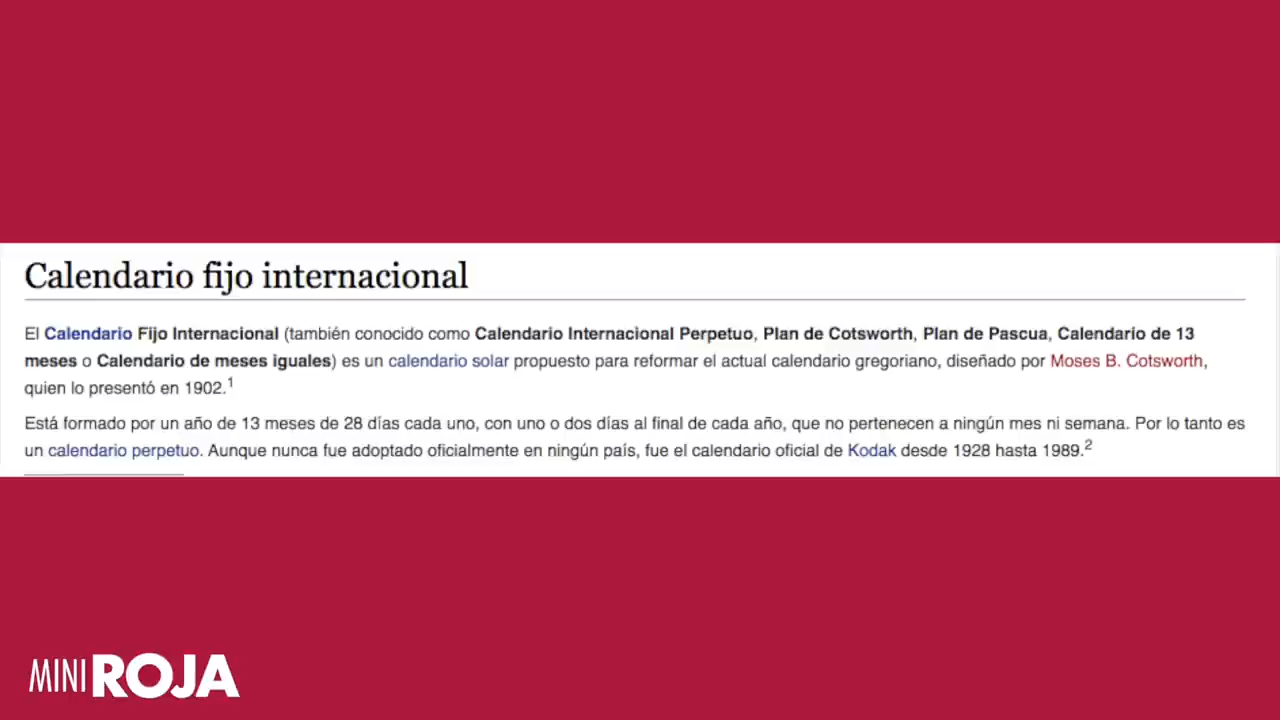 Calendario fijo internacional
El Calendario Fijo Internacional (también conocido como Calendario Internacional Perpetuo, Plan de Cotsworth, Plan de Pascua, Calendario de 13
meses o Calendario de meses iguales) es un calendario solar propuesto para reformar el actual calendario gregoriano, diseñado por Moses B. Cotsworth,
quien lo presentó en 1902.1
Está formado por un año de 13 meses de 28 días cada uno, con uno o dos días al final de cada año, que no pertenecen a ningún mes ni semana. Por lo tanto es
un calendario perpetuo. Aunque nunca fue adoptado oficialmente en ningún país, fue el calendario oficial de Kodak desde 1928 hasta 1989.2
MINI ROJA